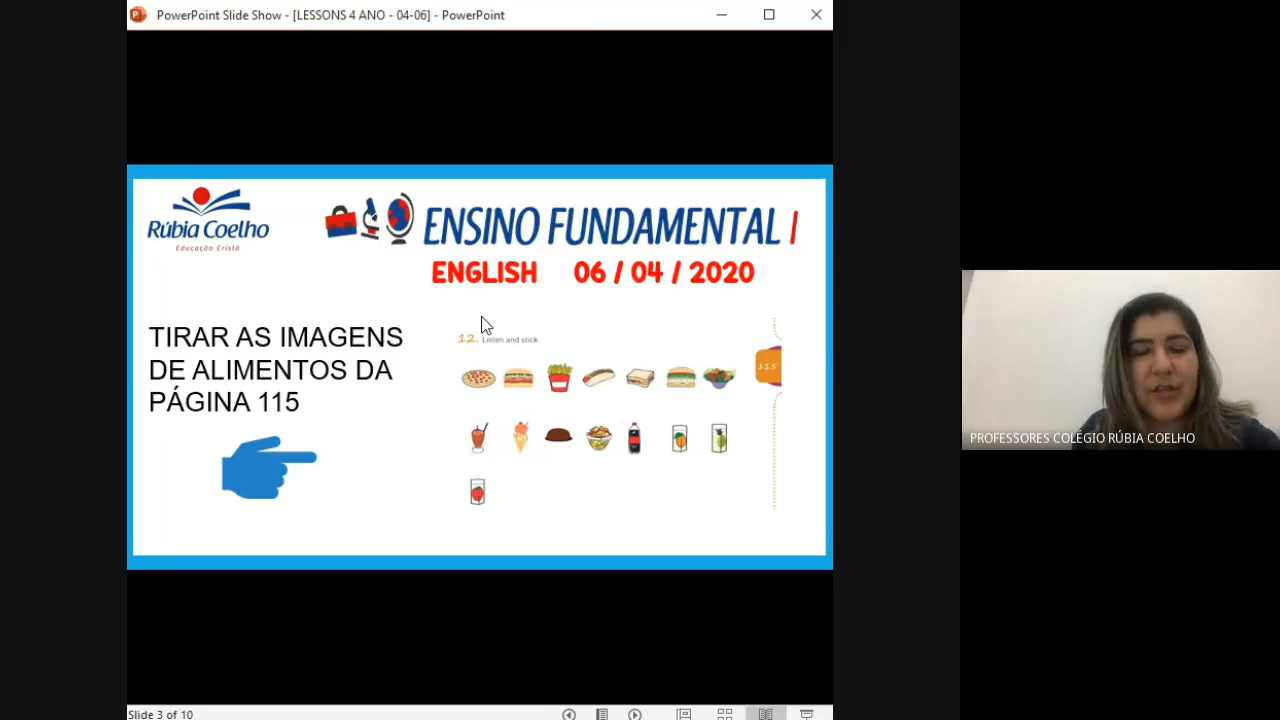 PowerPoint Slide Show - [LESSONS 4 ANO - 04-06] - PowerPoint
Rúbia Coelho
Educação Cristã
ENSINO FUNDAMENTAL I
ENGLISH 06 / 04 / 2020
TIRAR AS IMAGENS
DE ALIMENTOS DA
PÁGINA 115
12. Listen and stick
115
PROFESSORES COLÉGIO RÚBIA COELHO
Slide 3 of 10